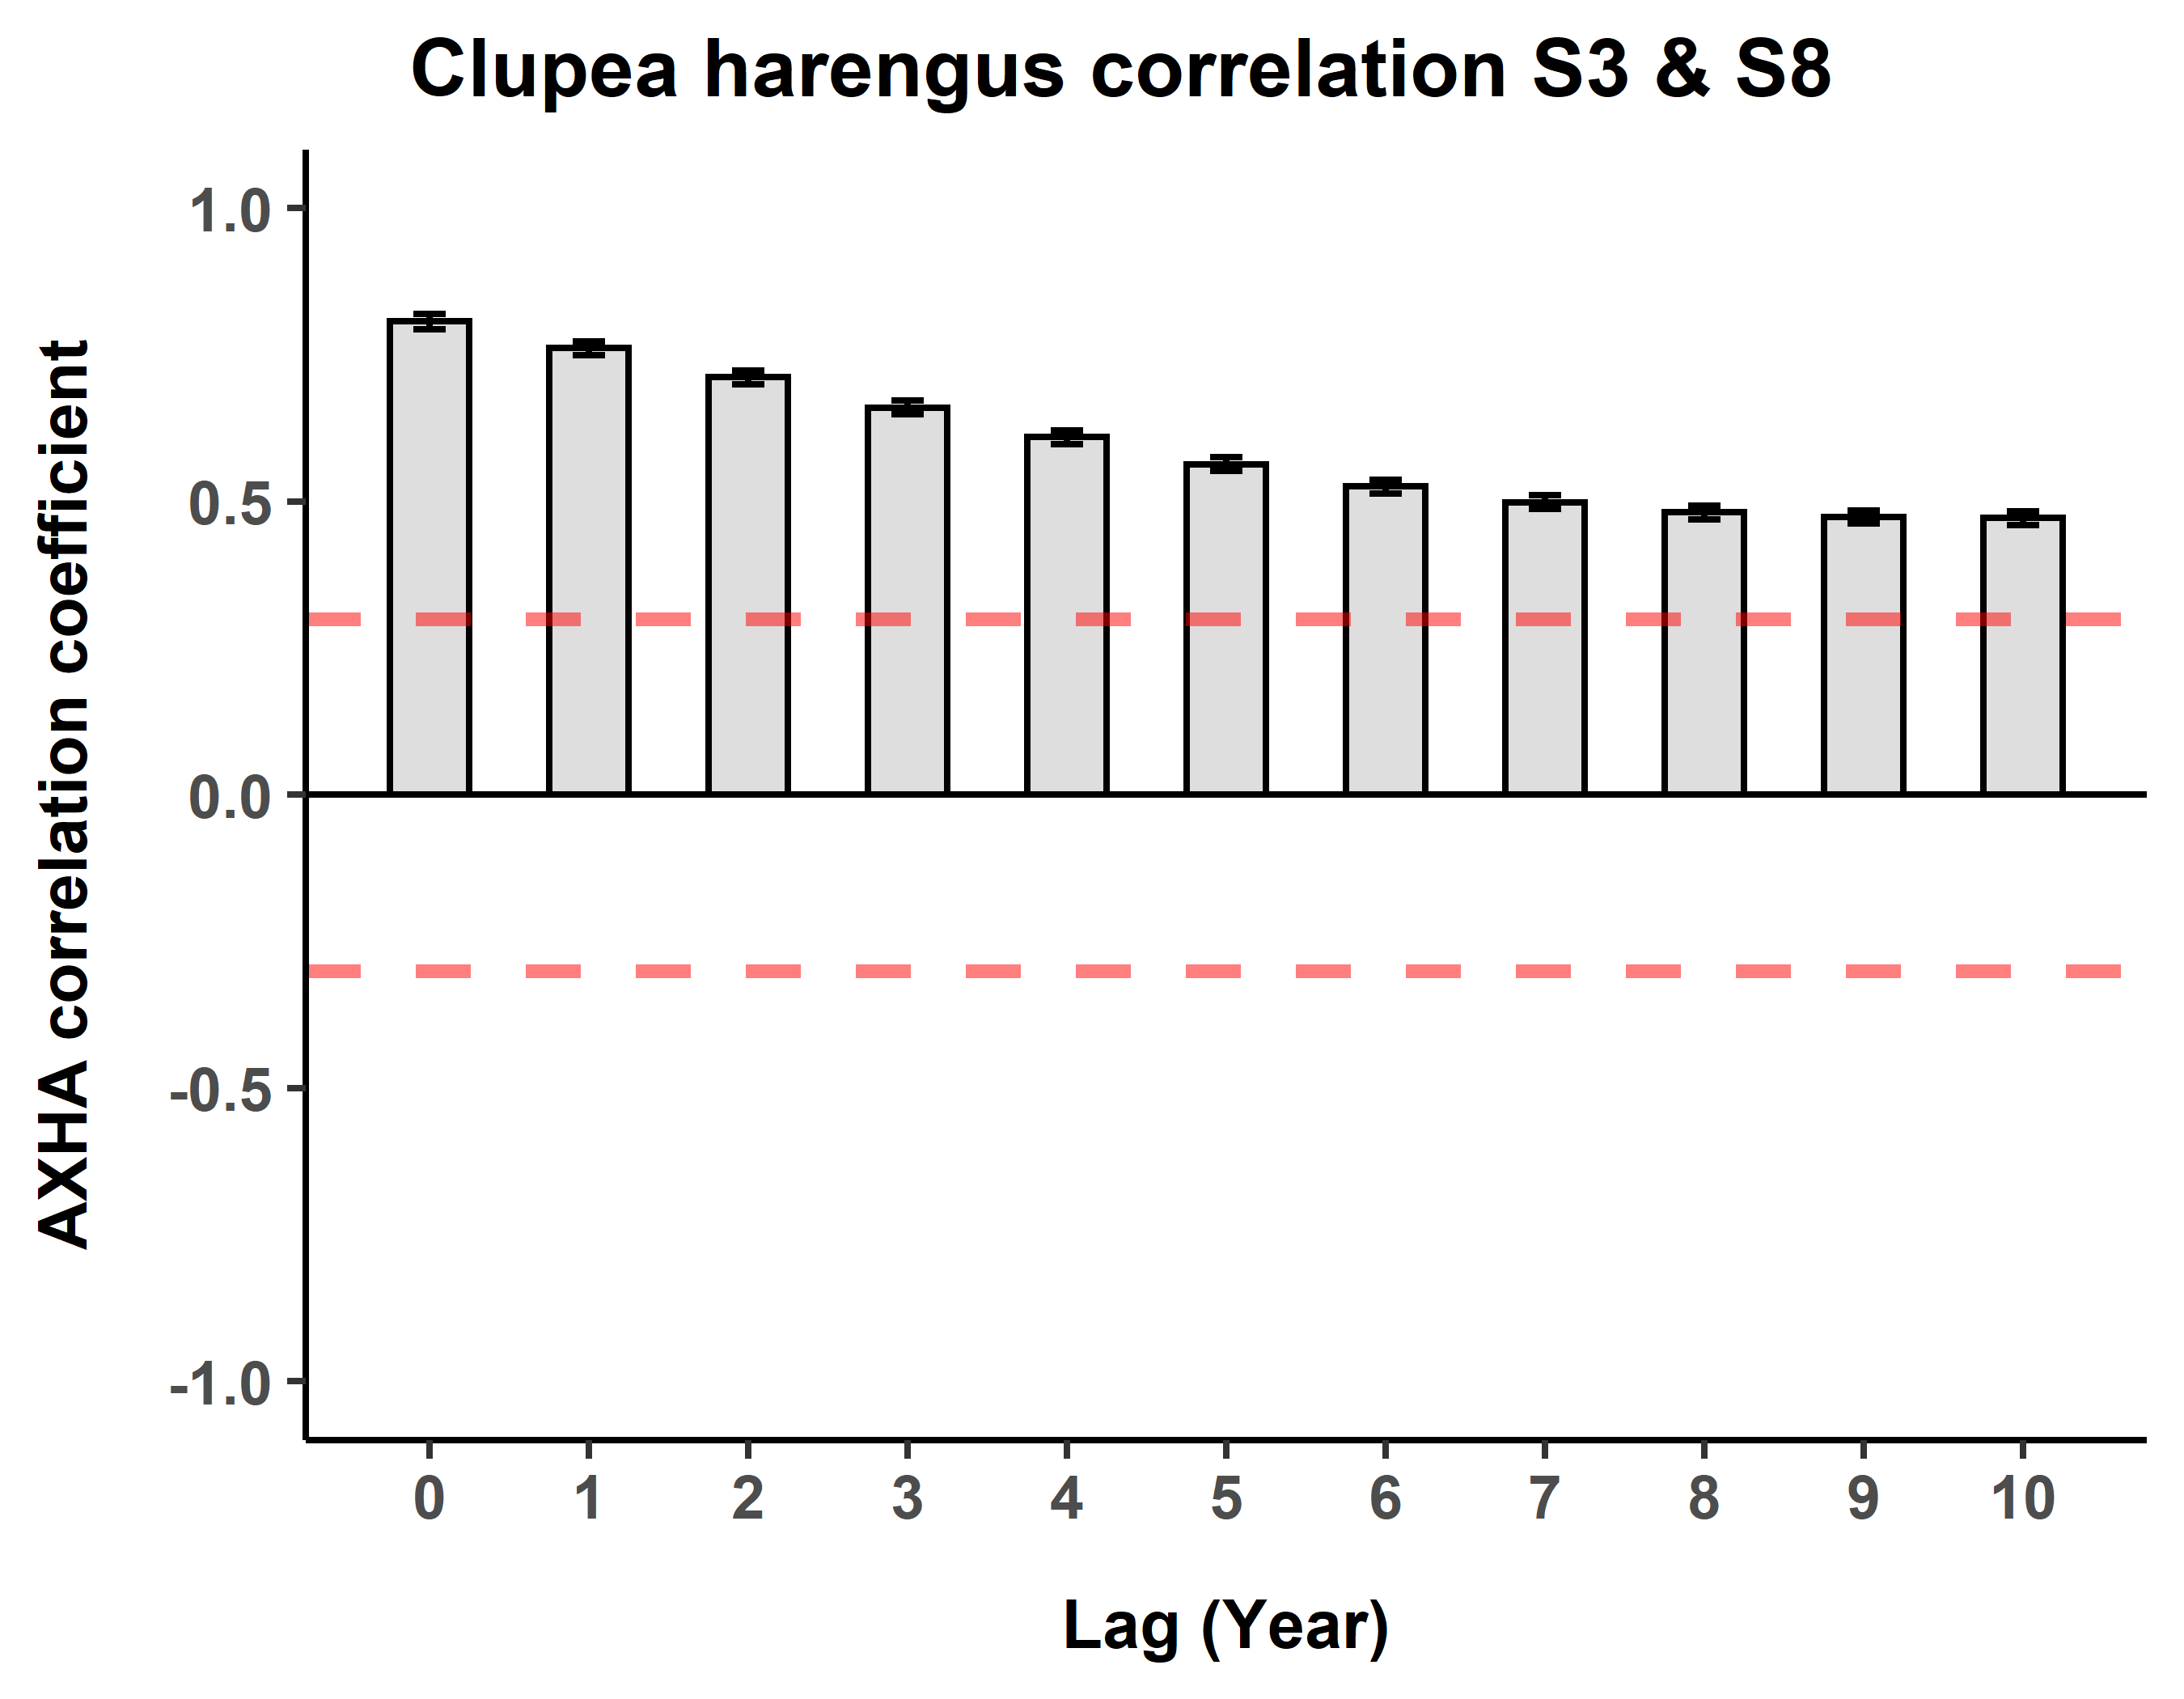 Clupea harengus correlation S3 & S8
AXHA correlation coefficient
1.0
0.5
0.0
-0.5
-1.0
0 1 2 3 4 5 6 7 8 9 10
Lag (Year)